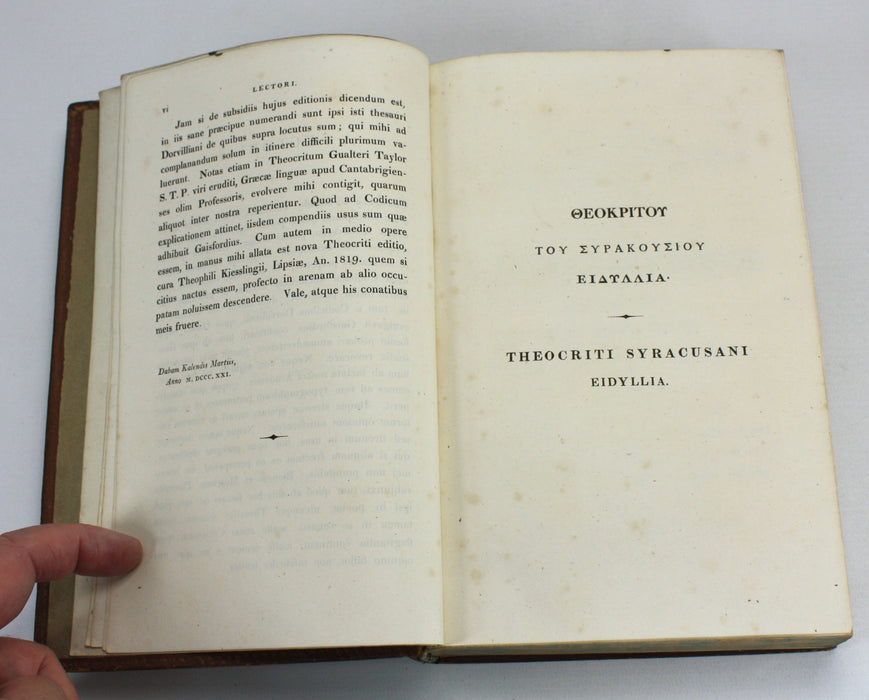 vi
LECTORI.
Jam si de subsidiis hujus editionis dicendum est,
in iis sane præcipue numerandi sunt ipsi isti thesauri
Dorvilliani de quibus supra locutus sum; qui mihi ad
complanandum solum in itinere difficili plurimum va-
luerunt. Notas etiam in Theocritum Gualteri Taylor
S. T. P. viri eruditi, Græcæ linguæ apud Cantabrigien-
ses olim Professoris, evolvere mihi contigit, quarum
aliquot inter nostra reperientur. Quod ad Codicum
explicationem attinet, iisdem compendiis usus sum quæ
adhibuit Gaisfordius. Cum autem in medio opere
essem, in manus mihi allata est nova Theocriti editio,
cura Theophili Kiesslingii, Lipsiæ, An. 1819. quem si
citius nactus essem, profecto in arenam ab alio occu-
patam noluissem descendere. Vale, atque his conatibus
meis fruere.
Dabam Kalendis Martiis,
Anno M. DCCC. XXI.
ΘΕΟΚΡΙΤΟΥ
ΤΟΥ ΣΥΡΑΚΟΥΣΙΟΥ
ΕΙΔΥΛΛΙΑ·
THEOCRITI SYRACUSANI
EIDYLLIA.